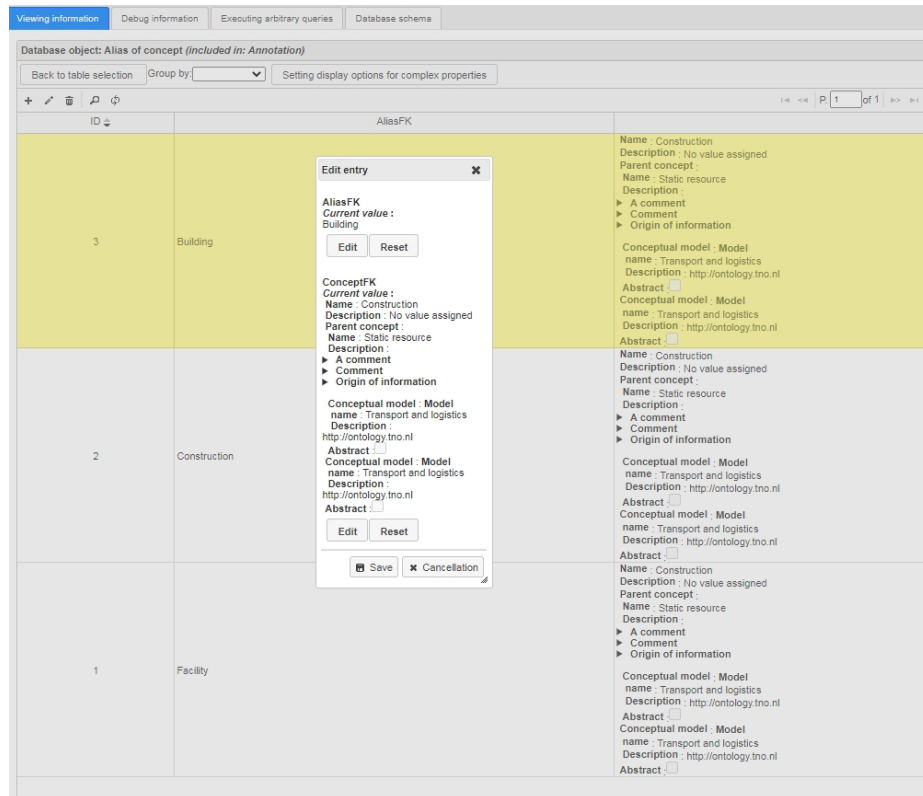 Viewing information Debug information Executing arbitrary queries Database schema
Database object: Alias of concept (included in: Annotation)
Back to table selection Group by: Setting display options for complex properties
P. 1 of 1
ID AliasFK
3 Building
Name : Construction
Description : No value assigned
Parent concept :
Name : Static resource
Description :
A comment
Comment
Origin of information
Conceptual model : Model
name : Transport and logistics
Description : http://ontology.tno.nl
Abstract :
Conceptual model : Model
name : Transport and logistics
Description : http://ontology.tno.nl
Abstract :
2 Construction
Name : Construction
Description : No value assigned
Parent concept :
Name : Static resource
Description :
A comment
Comment
Origin of information
Conceptual model : Model
name : Transport and logistics
Description : http://ontology.tno.nl
Abstract :
Conceptual model : Model
name : Transport and logistics
Description : http://ontology.tno.nl
Abstract :
1 Facility
Name : Construction
Description : No value assigned
Parent concept :
Name : Static resource
Description :
A comment
Comment
Origin of information
Conceptual model : Model
name : Transport and logistics
Description : http://ontology.tno.nl
Abstract :
Conceptual model : Model
name : Transport and logistics
Description : http://ontology.tno.nl
Abstract :
Edit entry
AliasFK
Current value :
Building
Edit Reset
ConceptFK
Current value :
Name : Construction
Description : No value assigned
Parent concept :
Name : Static resource
Description :
A comment
Comment
Origin of information
Conceptual model : Model
name : Transport and logistics
Description :
http://ontology.tno.nl
Abstract :
Conceptual model : Model
name : Transport and logistics
Description :
http://ontology.tno.nl
Abstract :
Edit Reset
Save Cancellation